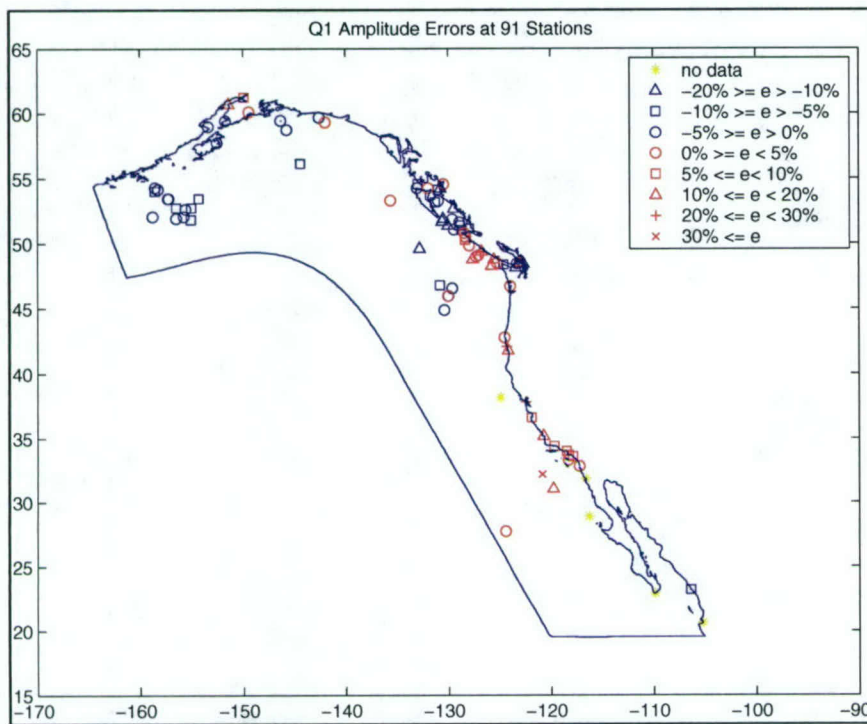 Q1 Amplitude Errors at 91 Stations
no data
−20% >= e > −10%
−10% >= e > −5%
−5% >= e > 0%
0% >= e < 5%
5% <= e< 10%
10% <= e < 20%
20% <= e < 30%
30% <= e
65
60
55
50
45
40
35
30
25
20
15
−170
−160
−150
−140
−130
−120
−110
−100
−90